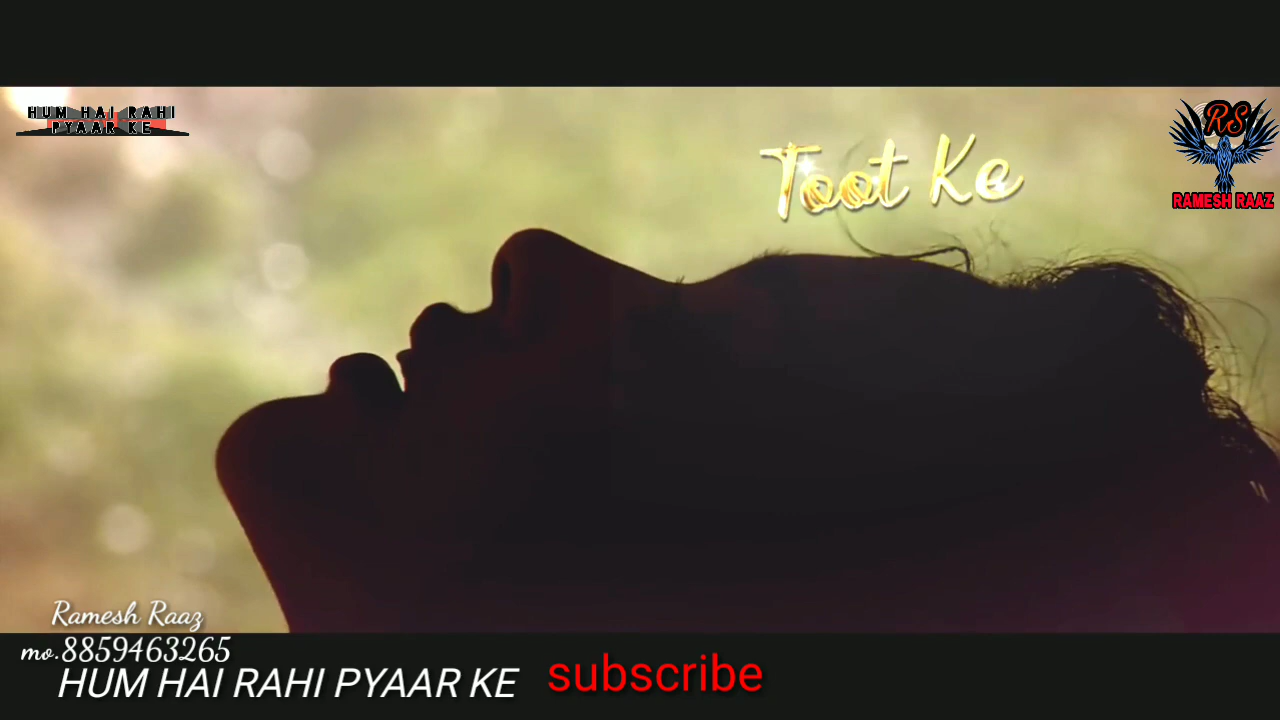 HUM HAI RAHI
PYAAR KE
RS
RAMESH RAAZ
Toot Ke
Ramesh Raaz
mo.8859463265
HUM HAI RAHI PYAAR KE
subscribe